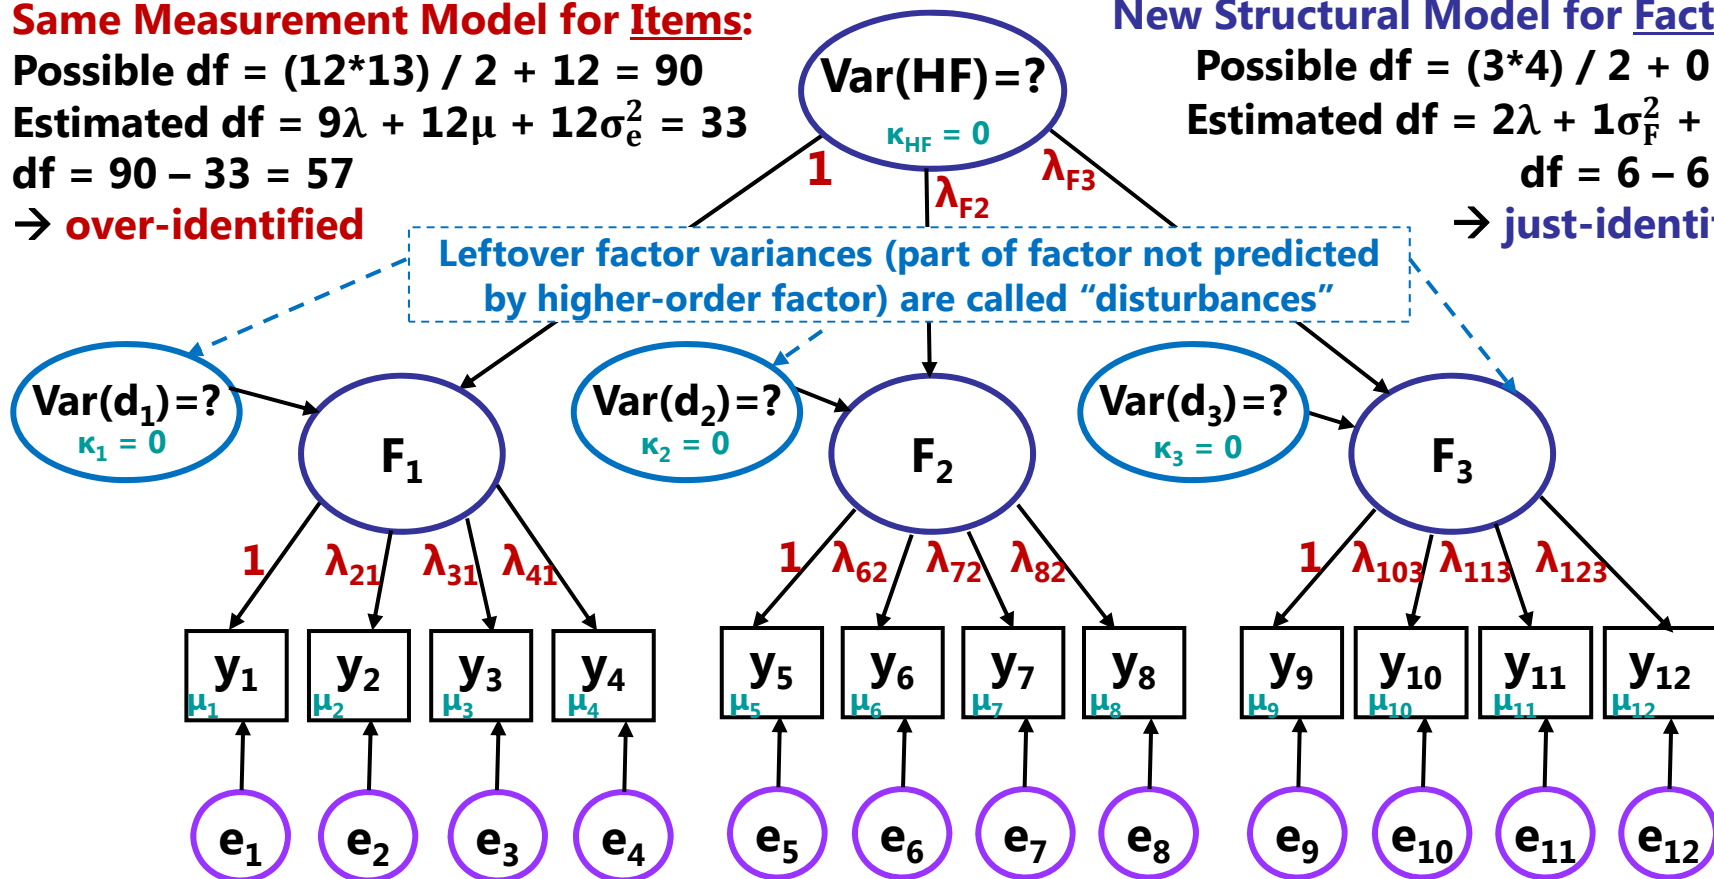 Same Measurement Model for Items:
Possible df = (12*13) / 2 + 12 = 90
Estimated df = 9λ + 12μ + 12σ²ₑ = 33
df = 90 – 33 = 57
→ over-identified
New Structural Model for Fact
Possible df = (3*4) / 2 + 0
Estimated df = 2λ + 1σ²_F +
df = 6 – 6
→ just-identif
Var(HF)=?
κ_HF = 0
1
λ_F2
λ_F3
Leftover factor variances (part of factor not predicted
by higher-order factor) are called “disturbances”
Var(d₁)=?
κ₁ = 0
F₁
Var(d₂)=?
κ₂ = 0
F₂
Var(d₃)=?
κ₃ = 0
F₃
1 λ₂₁ λ₃₁ λ₄₁ 1 λ₆₂ λ₇₂ λ₈₂ 1 λ₁₀₃ λ₁₁₃ λ₁₂₃
y₁ y₂ y₃ y₄ y₅ y₆ y₇ y₈ y₉ y₁₀ y₁₁ y₁₂
μ₁ μ₂ μ₃ μ₄ μ₅ μ₆ μ₇ μ₈ μ₉ μ₁₀ μ₁₁ μ₁₂
e₁ e₂ e₃ e₄ e₅ e₆ e₇ e₈ e₉ e₁₀ e₁₁ e₁₂